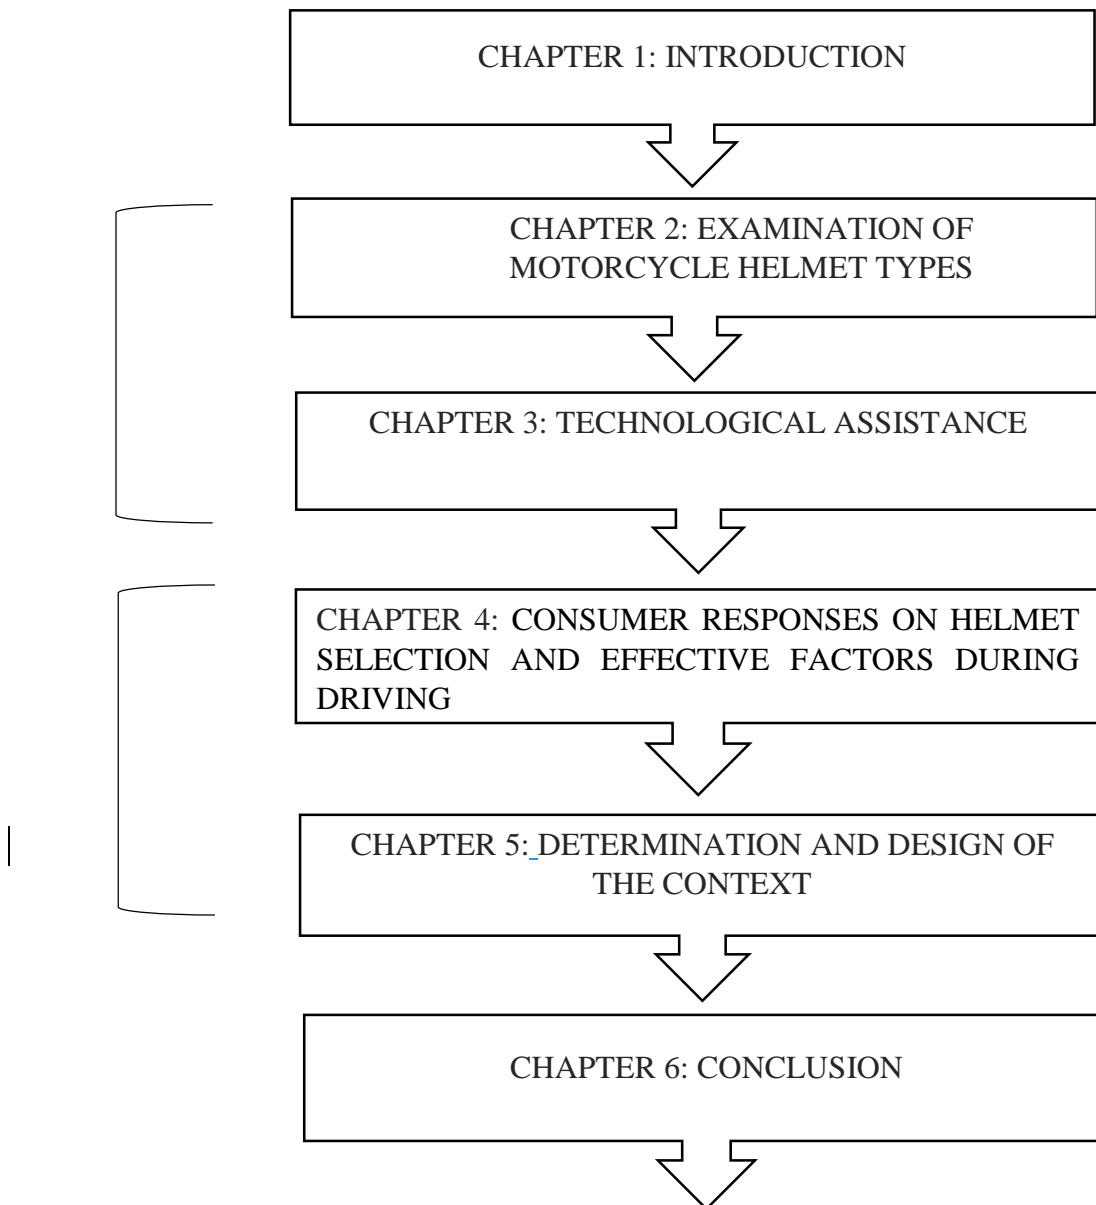 CHAPTER 1: INTRODUCTION
CHAPTER 2: EXAMINATION OF
MOTORCYCLE HELMET TYPES
CHAPTER 3: TECHNOLOGICAL ASSISTANCE
CHAPTER 4: CONSUMER RESPONSES ON HELMET
SELECTION AND EFFECTIVE FACTORS DURING
DRIVING
CHAPTER 5: DETERMINATION AND DESIGN OF
THE CONTEXT
CHAPTER 6: CONCLUSION